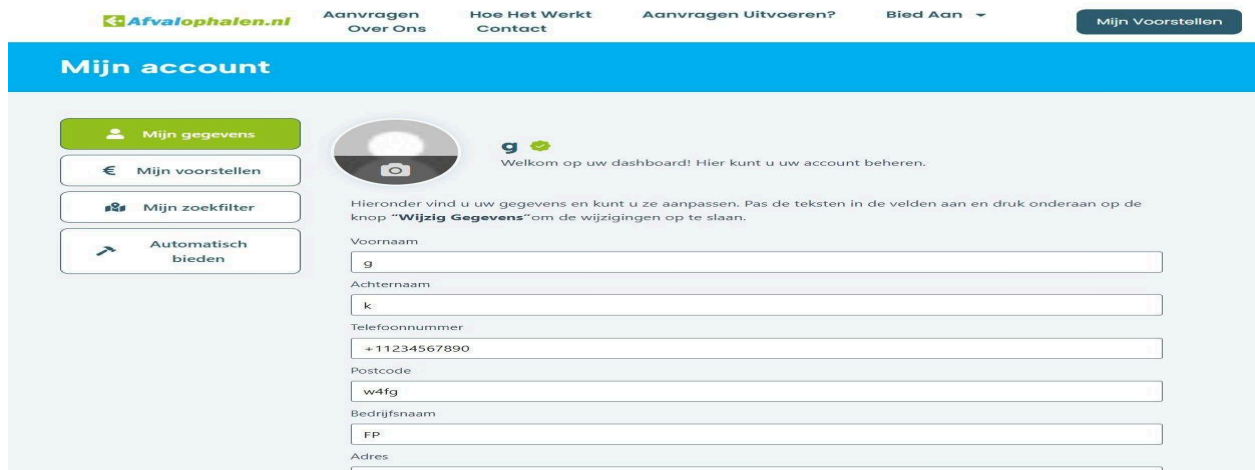 Afvalophalen.nl
Aanvragen Hoe Het Werkt Aanvragen Uitvoeren? Bied Aan
Over Ons Contact
Mijn Voorstellen
Mijn account
Mijn gegevens
€ Mijn voorstellen
Mijn zoekfilter
Automatisch
bieden
g
Welkom op uw dashboard! Hier kunt u uw account beheren.
Hieronder vind u uw gegevens en kunt u ze aanpassen. Pas de teksten in de velden aan en druk onderaan op de
knop "Wijzig Gegevens"om de wijzigingen op te slaan.
Voornaam
g
Achternaam
k
Telefoonnummer
+11234567890
Postcode
w4fg
Bedrijfsnaam
FP
Adres